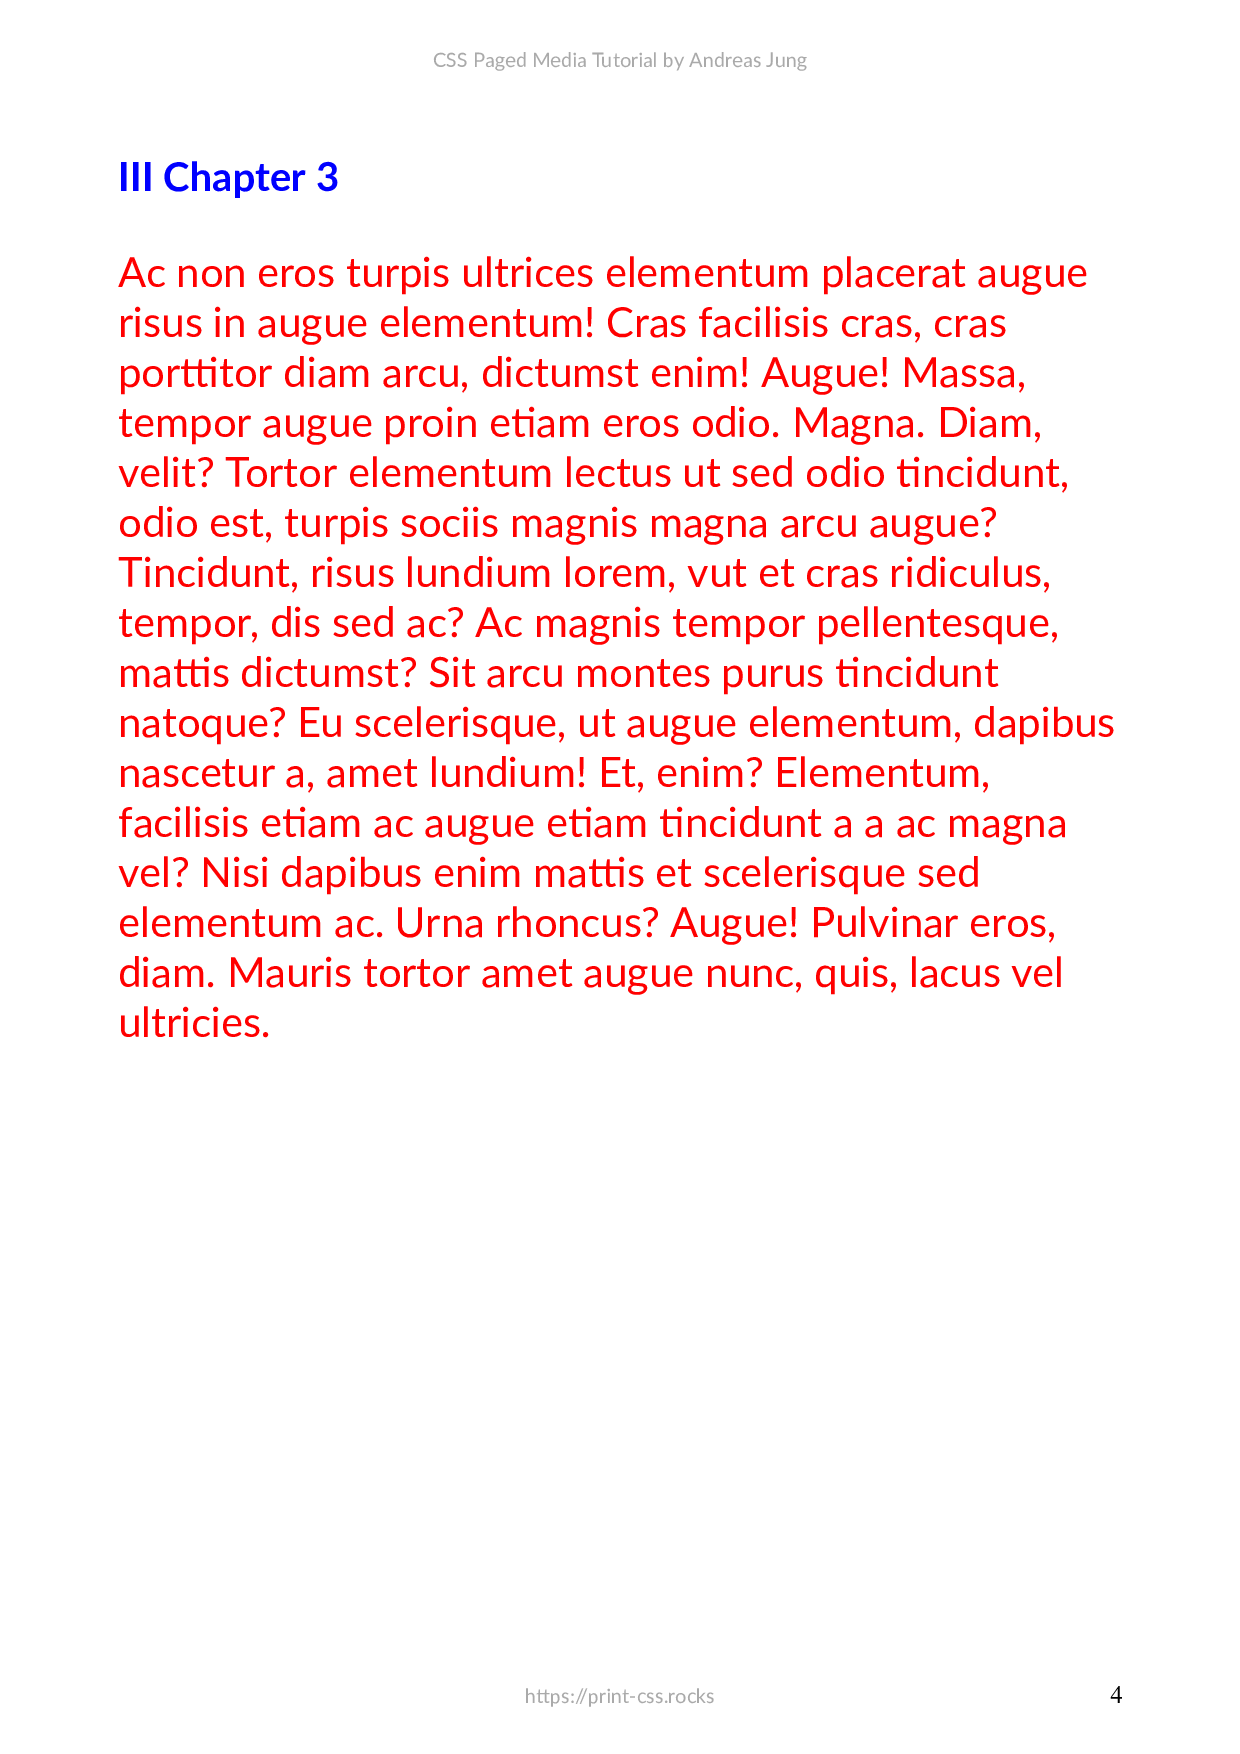 CSS Paged Media Tutorial by Andreas Jung
III Chapter 3
Ac non eros turpis ultrices elementum placerat augue
risus in augue elementum! Cras facilisis cras, cras
porttitor diam arcu, dictumst enim! Augue! Massa,
tempor augue proin etiam eros odio. Magna. Diam,
velit? Tortor elementum lectus ut sed odio tincidunt,
odio est, turpis sociis magnis magna arcu augue?
Tincidunt, risus lundium lorem, vut et cras ridiculus,
tempor, dis sed ac? Ac magnis tempor pellentesque,
mattis dictumst? Sit arcu montes purus tincidunt
natoque? Eu scelerisque, ut augue elementum, dapibus
nascetur a, amet lundium! Et, enim? Elementum,
facilisis etiam ac augue etiam tincidunt a a ac magna
vel? Nisi dapibus enim mattis et scelerisque sed
elementum ac. Urna rhoncus? Augue! Pulvinar eros,
diam. Mauris tortor amet augue nunc, quis, lacus vel
ultricies.
https://print-css.rocks 4